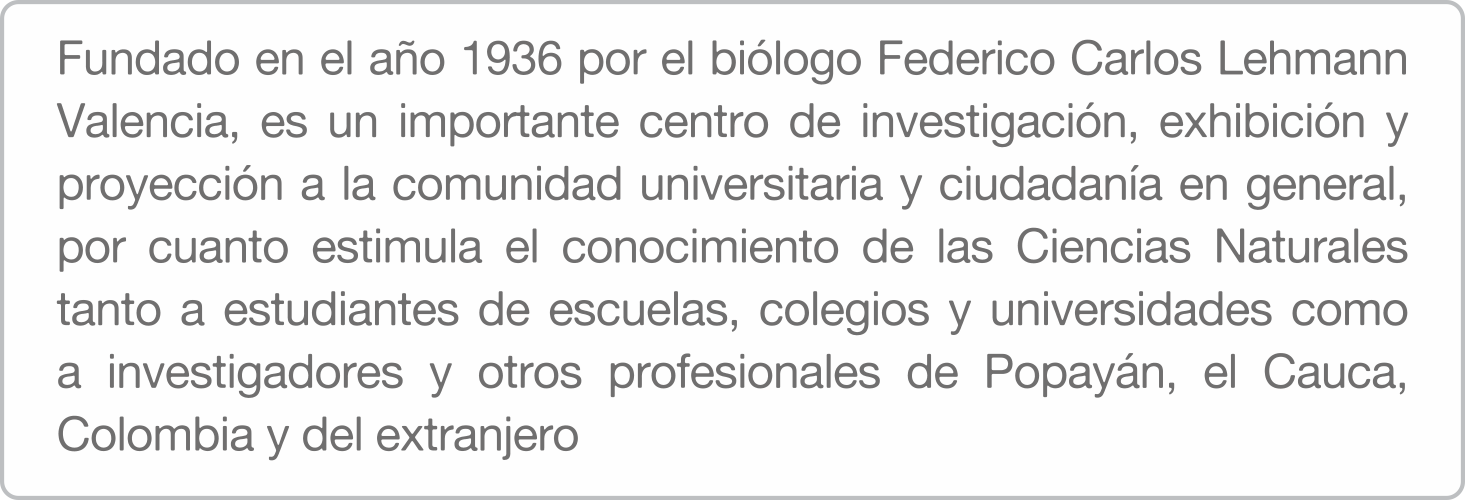 Fundado en el año 1936 por el biólogo Federico Carlos Lehmann
Valencia, es un importante centro de investigación, exhibición y
proyección a la comunidad universitaria y ciudadanía en general,
por cuanto estimula el conocimiento de las Ciencias Naturales
tanto a estudiantes de escuelas, colegios y universidades como
a investigadores y otros profesionales de Popayán, el Cauca,
Colombia y del extranjero